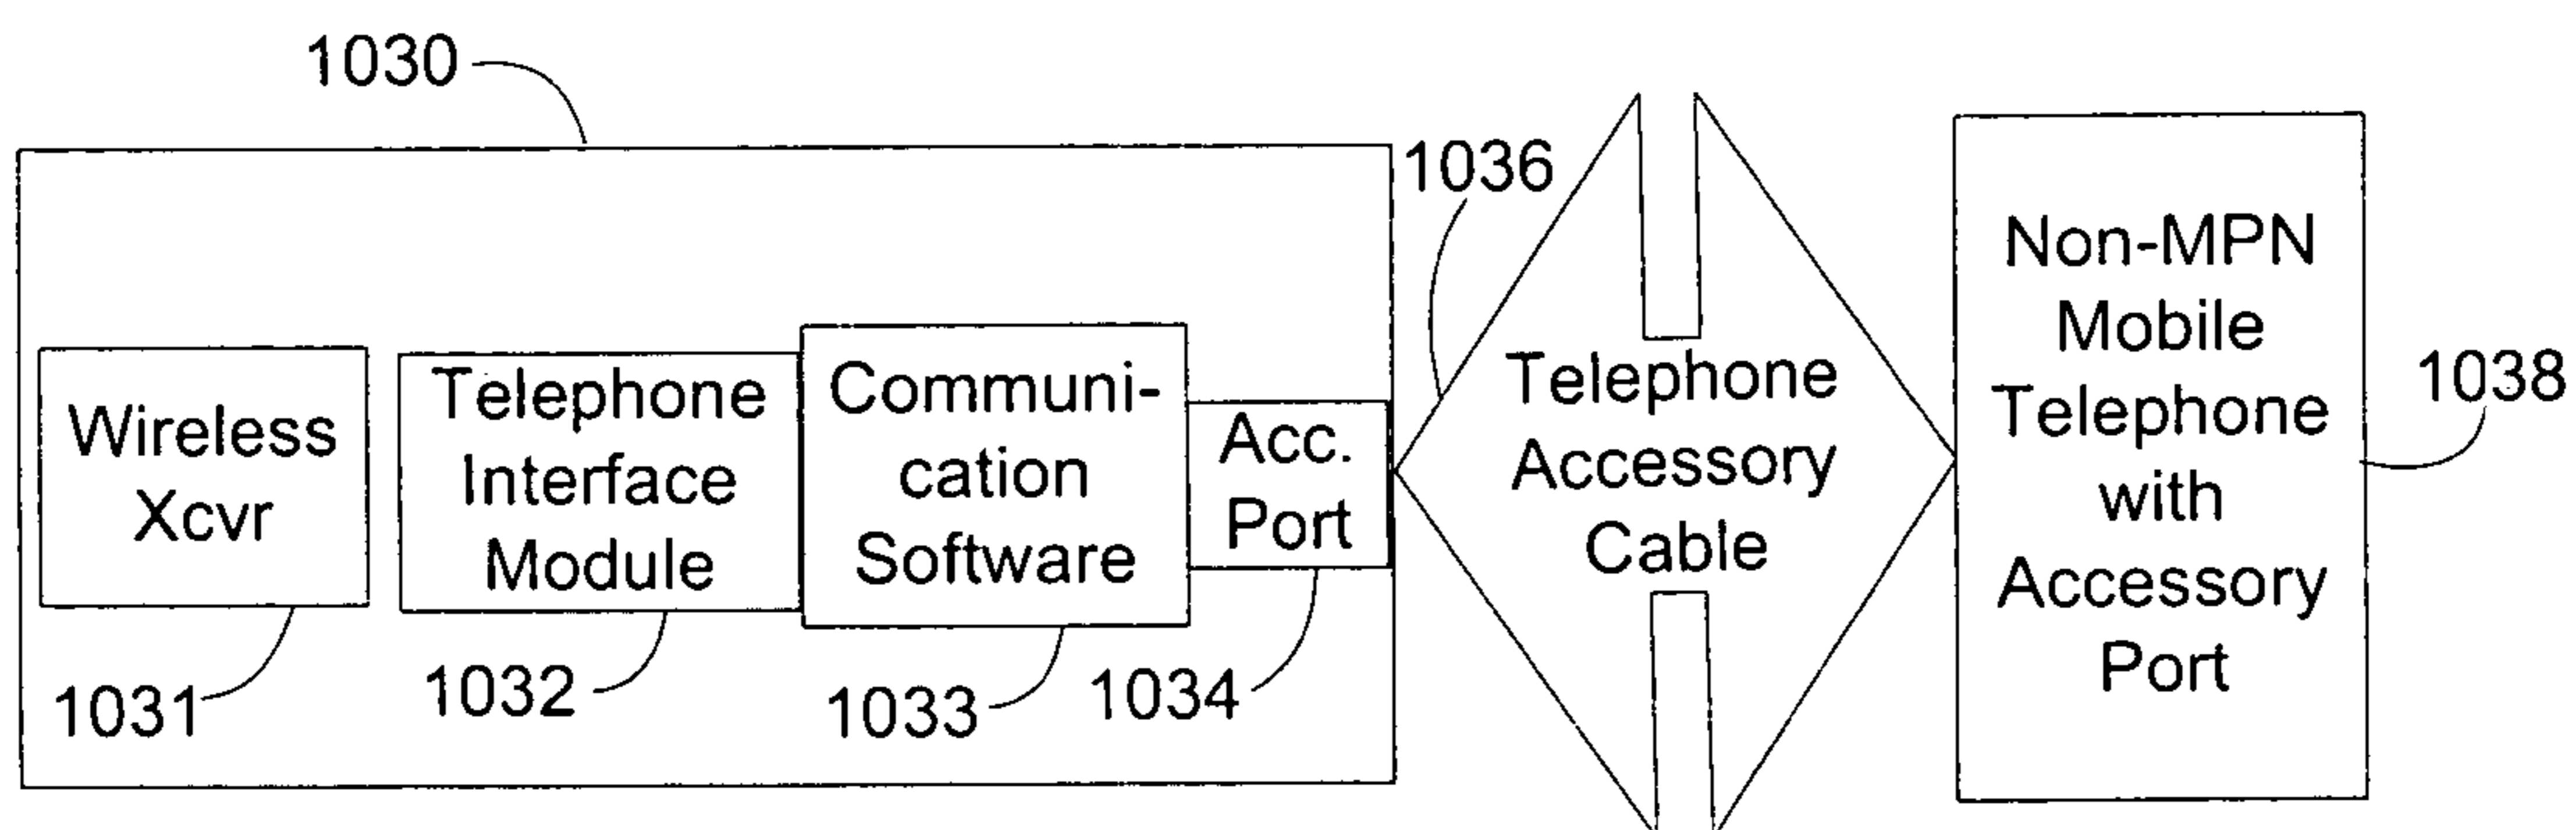 1030
1036
Wireless
Xcvr
Telephone
Interface
Module
Communi-
cation
Software
Acc.
Port
Telephone
Accessory
Cable
Non-MPN
Mobile
Telephone
with
Accessory
Port
1038
1031
1032
1033
1034